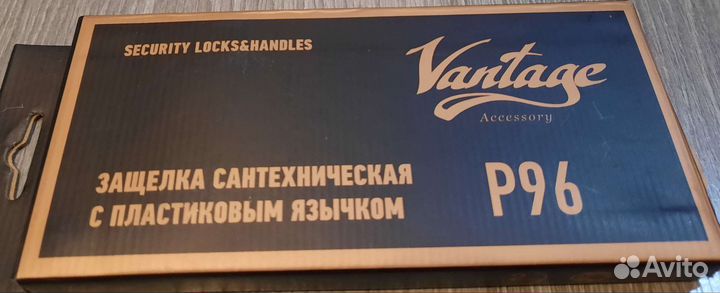 SECURITY LOCKS&HANDLES
Vantage
Accessory
ЗАЩЕЛКА САНТЕХНИЧЕСКАЯ
С ПЛАСТИКОВЫМ ЯЗЫЧКОМ
P96
Avito